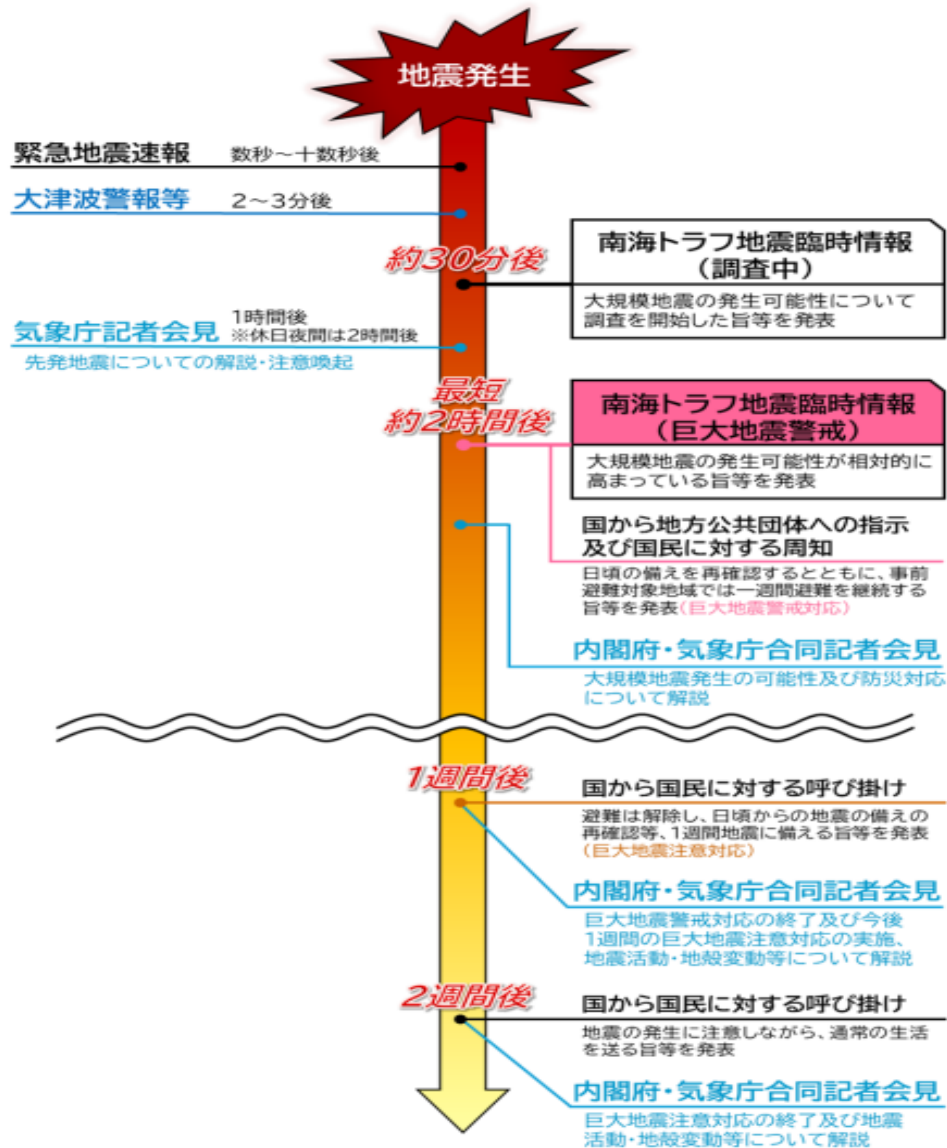 地震発生
緊急地震速報 数秒～十数秒後
大津波警報等 2～3分後
約30分後
南海トラフ地震臨時情報
（調査中）
大規模地震の発生可能性について
調査を開始した旨等を発表
気象庁記者会見 1時間後
※休日夜間は2時間後
先発地震についての解説・注意喚起
最短
約2時間後
南海トラフ地震臨時情報
（巨大地震警戒）
大規模地震の発生可能性が相対的に
高まっている旨等を発表
国から地方公共団体への指示
及び国民に対する周知
日頃の備えを再確認するとともに、事前
避難対象地域では一週間避難を継続する
旨等を発表（巨大地震警戒対応）
内閣府・気象庁合同記者会見
大規模地震発生の可能性及び防災対応
について解説
1週間後
国から国民に対する呼び掛け
避難は解除し、日頃からの地震の備えの
再確認等、1週間地震に備える旨等を発表
（巨大地震注意対応）
内閣府・気象庁合同記者会見
巨大地震警戒対応の終了及び今後
1週間の巨大地震注意対応の実施、
地震活動・地殻変動等について解説
2週間後
国から国民に対する呼び掛け
地震の発生に注意しながら、通常の生活
を送る旨等を発表
内閣府・気象庁合同記者会見
巨大地震注意対応の終了及び地震
活動・地殻変動等について解説